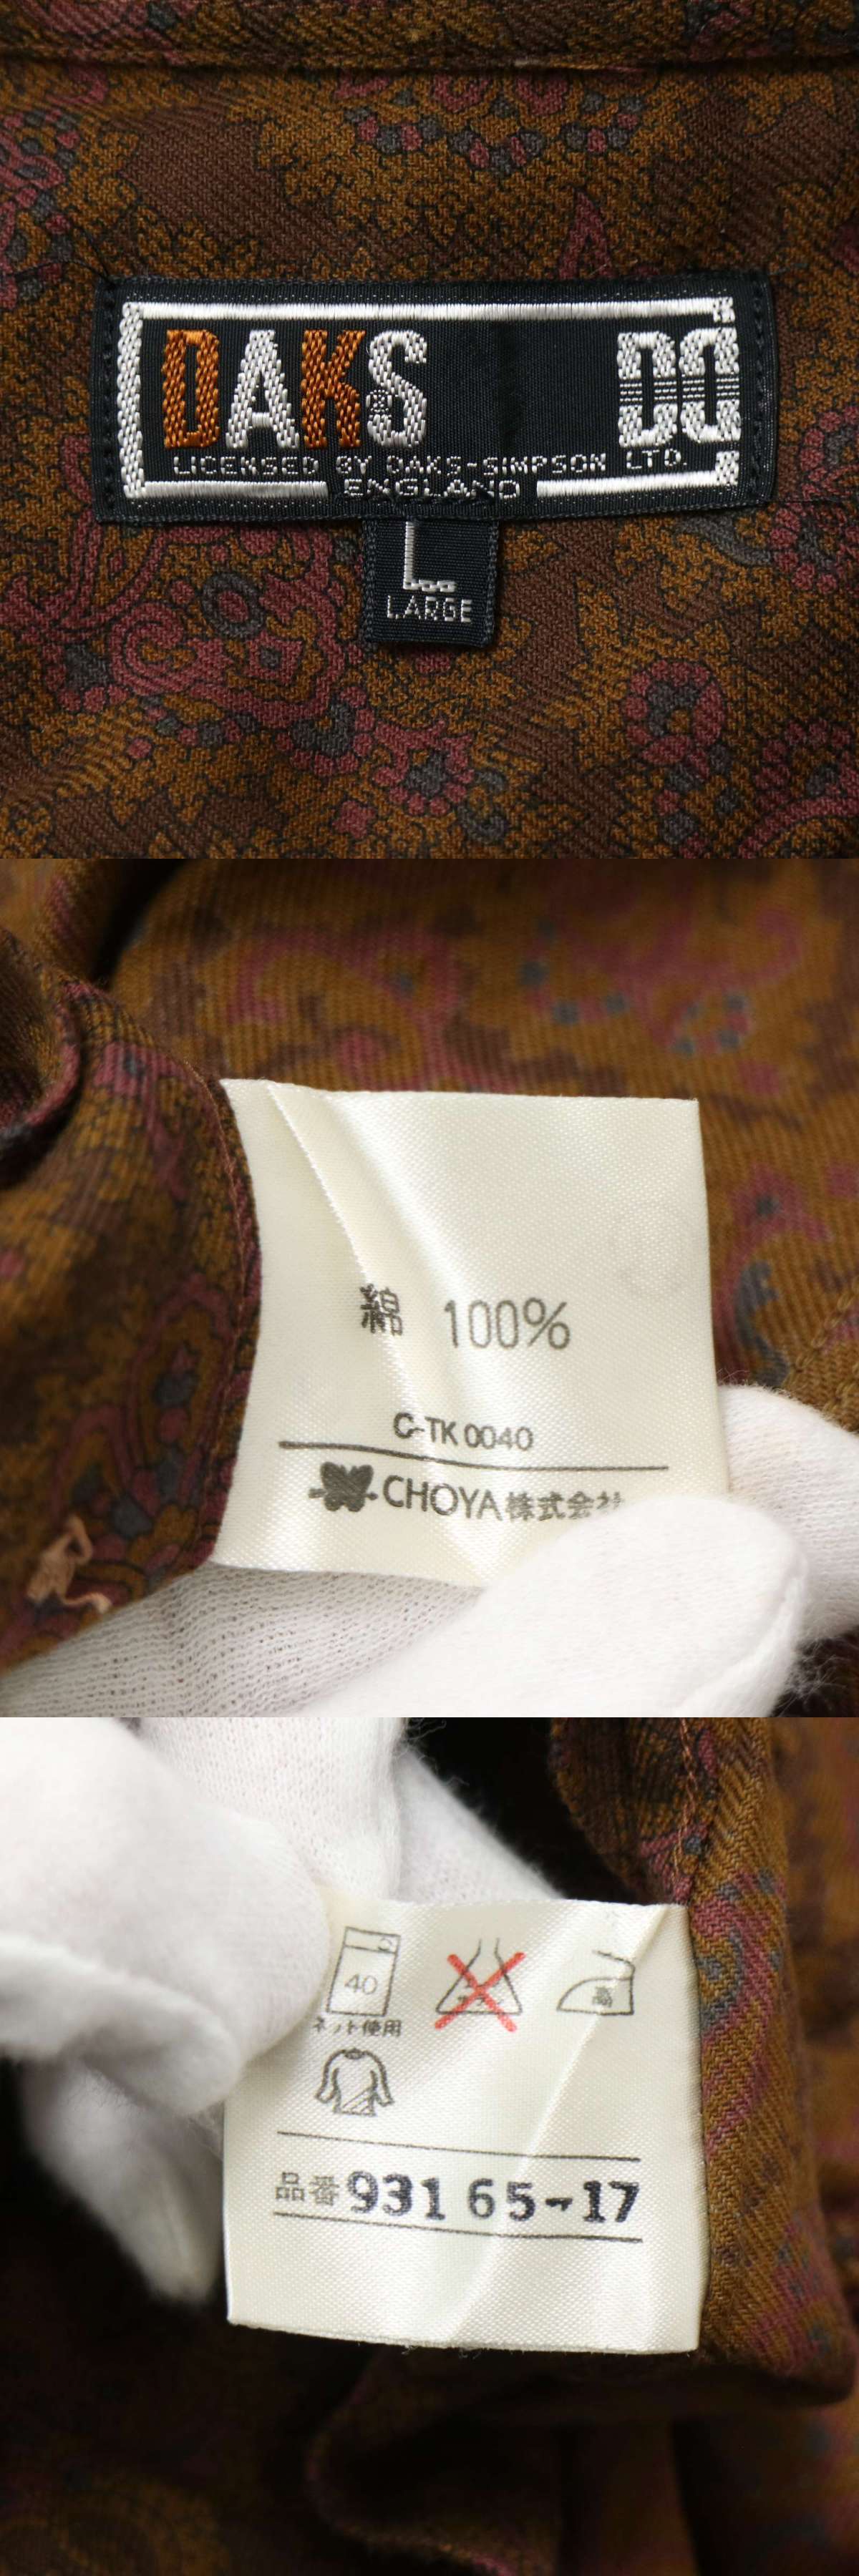 DAKS DD
LICENSED BY DAKS-SIMPSON LTD.
ENGLAND
L
LARGE
綿 100%
C-TK 0040
CHOYA株式会社
40
高
ネット使用
品番 931 65-17